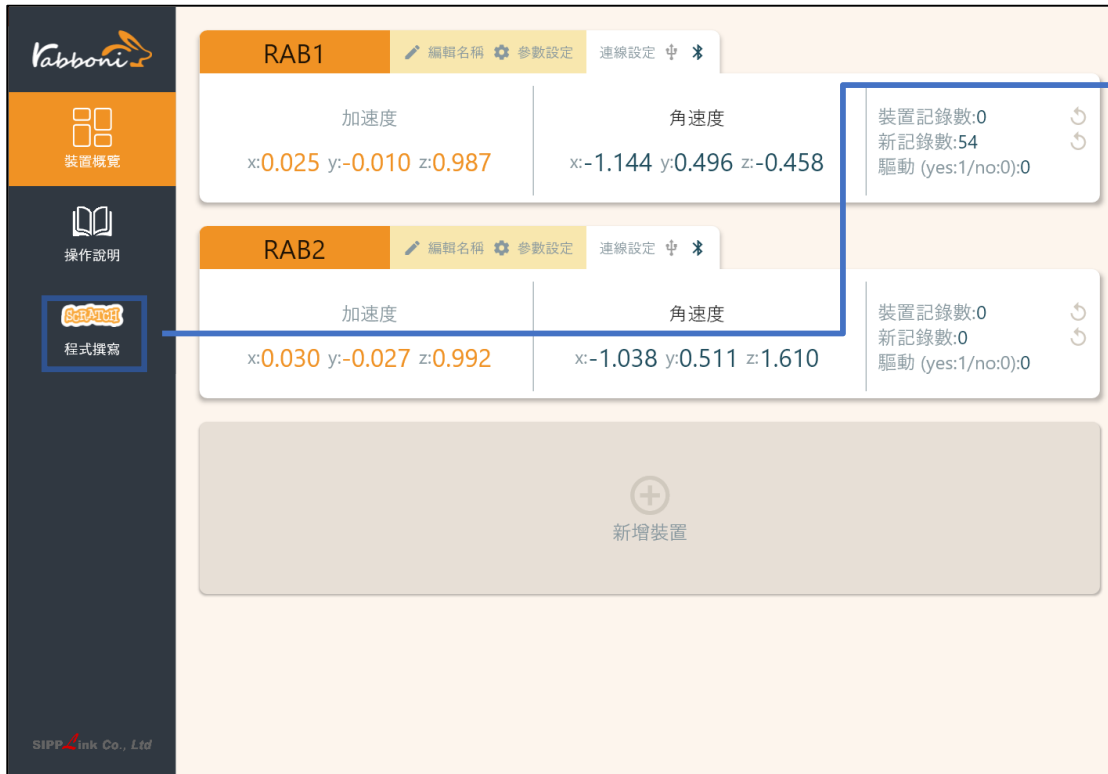 rabboni
裝置概覽
操作說明
SCRATCH
程式撰寫
SIPPLink Co., Ltd
RAB1 編輯名稱 參數設定 連線設定
加速度
x:0.025 y:-0.010 z:0.987
角速度
x:-1.144 y:0.496 z:-0.458
裝置記錄數:0
新記錄數:54
驅動 (yes:1/no:0):0
RAB2 編輯名稱 參數設定 連線設定
加速度
x:0.030 y:-0.027 z:0.992
角速度
x:-1.038 y:0.511 z:1.610
裝置記錄數:0
新記錄數:0
驅動 (yes:1/no:0):0
新增裝置